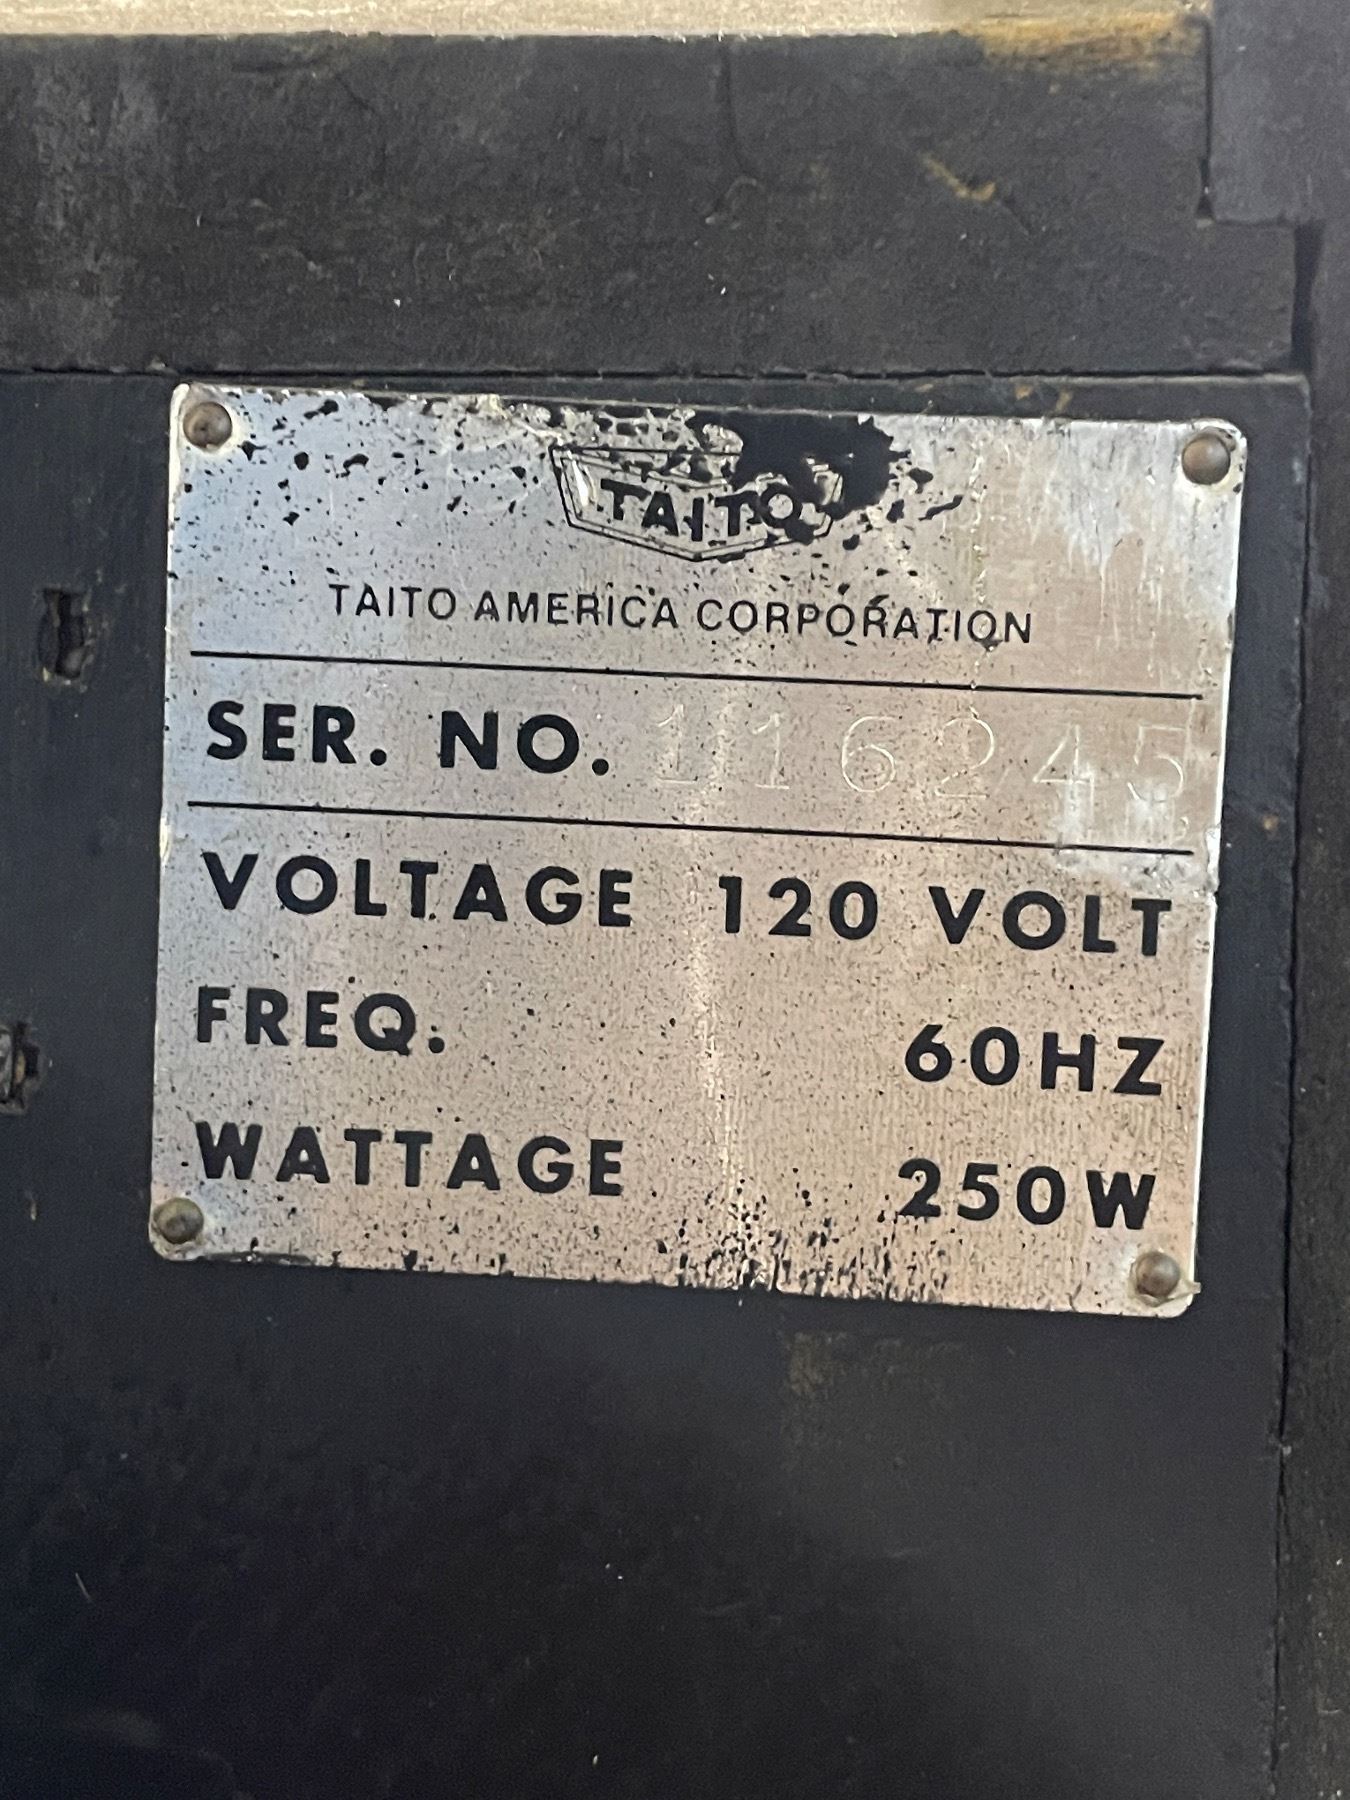 TAITO
TAITO AMERICA CORPORATION
SER. NO. 116245
VOLTAGE 120 VOLT
FREQ. 60HZ
WATTAGE 250W